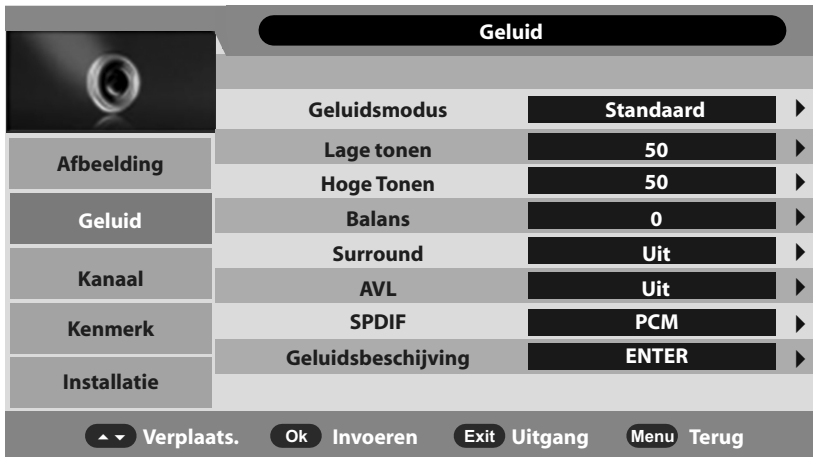 Geluid
Geluidsmodus Standaard
Lage tonen 50
Hoge Tonen 50
Balans 0
Surround Uit
AVL Uit
SPDIF PCM
Geluidsbeschijving ENTER
Afbeelding
Geluid
Kanaal
Kenmerk
Installatie
Verplaats. Ok Invoeren Exit Uitgang Menu Terug